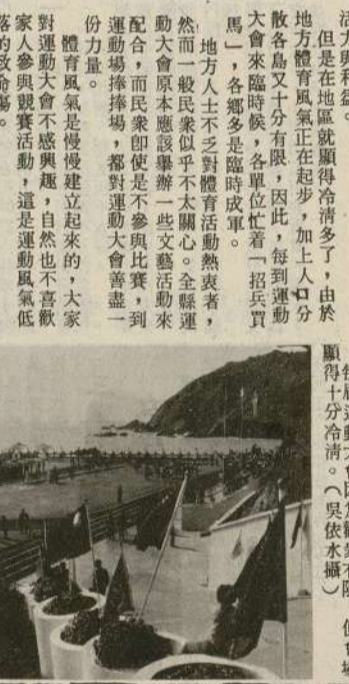 活力與利益。
但是在地區就顯得冷清多了，由於
地方體育風氣正在起步，加上人口分
散各島又十分有限，因此，每到運動
大會來臨時候，各單位忙着「招兵買
馬」，各鄉多是臨時成軍。
地方人士不乏對體育活動熱衷者，
然而一般民衆似乎不太關心。全縣運
動大會原本應該舉辦一些文藝活動來
配合，而民衆卽使是不參與比賽，到
運動場捧捧場，都對運動大會善盡一
份力量。
體育風氣是慢慢建立起來的，大家
對運動大會不感興趣，自然也不喜歡
家人參與競賽活動，這是運動風氣低
落的致命傷。
顯得十分冷清。（吳依水攝）